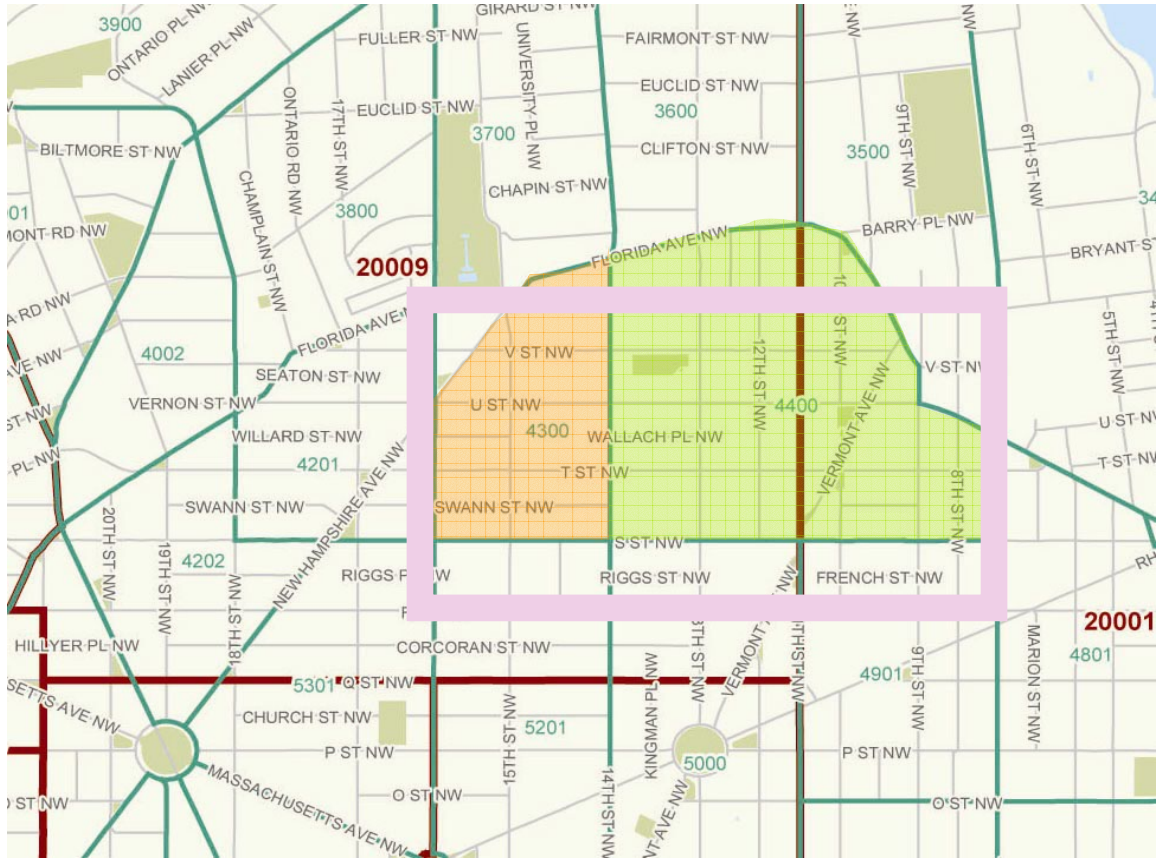 3900
ONTARIO PL NW
LANIER PL NW
GIRARD ST NW
FULLER ST NW
UNIVERSITY PL NW
FAIRMONT ST NW
ONTARIO RD NW
17TH ST NW
EUCLID ST NW
3700
EUCLID ST NW
3600
9TH ST NW
6TH ST NW
BILTMORE ST NW
CLIFTON ST NW
3500
CHAMPLAIN ST NW
CHAPIN ST NW
3800
BARRY PL NW
MONT RD NW
FLORIDA AVE NW
BRYANT ST
20009
FLORIDA AVE N
5TH ST NW
4002
V ST NW
12TH ST NW
V ST N
SEATON ST NW
VERNON ST NW
U ST NW
4400
VERMONT AVE NW
U ST NW
WILLARD ST NW
4300
WALLACH PL NW
4201
T ST NW
T ST NW
8TH ST NW
SWANN ST NW
SWANN ST NW
NEW HAMPSHIRE AVE NW
20TH ST NW
19TH ST NW
4202
S ST NW
18TH ST NW
RIGGS P
NW
RIGGS ST NW
FRENCH ST NW
20001
HILLYER PL NW
CORCORAN ST NW
VERMONT
MARION ST NW
4801
5301
Q ST NW
KINGMAN PL NW
9TH ST NW
4901
SETTS AVE NW
CHURCH ST NW
15TH ST NW
5201
P ST NW
5000
P ST NW
MASSACHUSETTS AVE NW
14TH ST NW
O ST NW
NT AVE NW
O ST NW